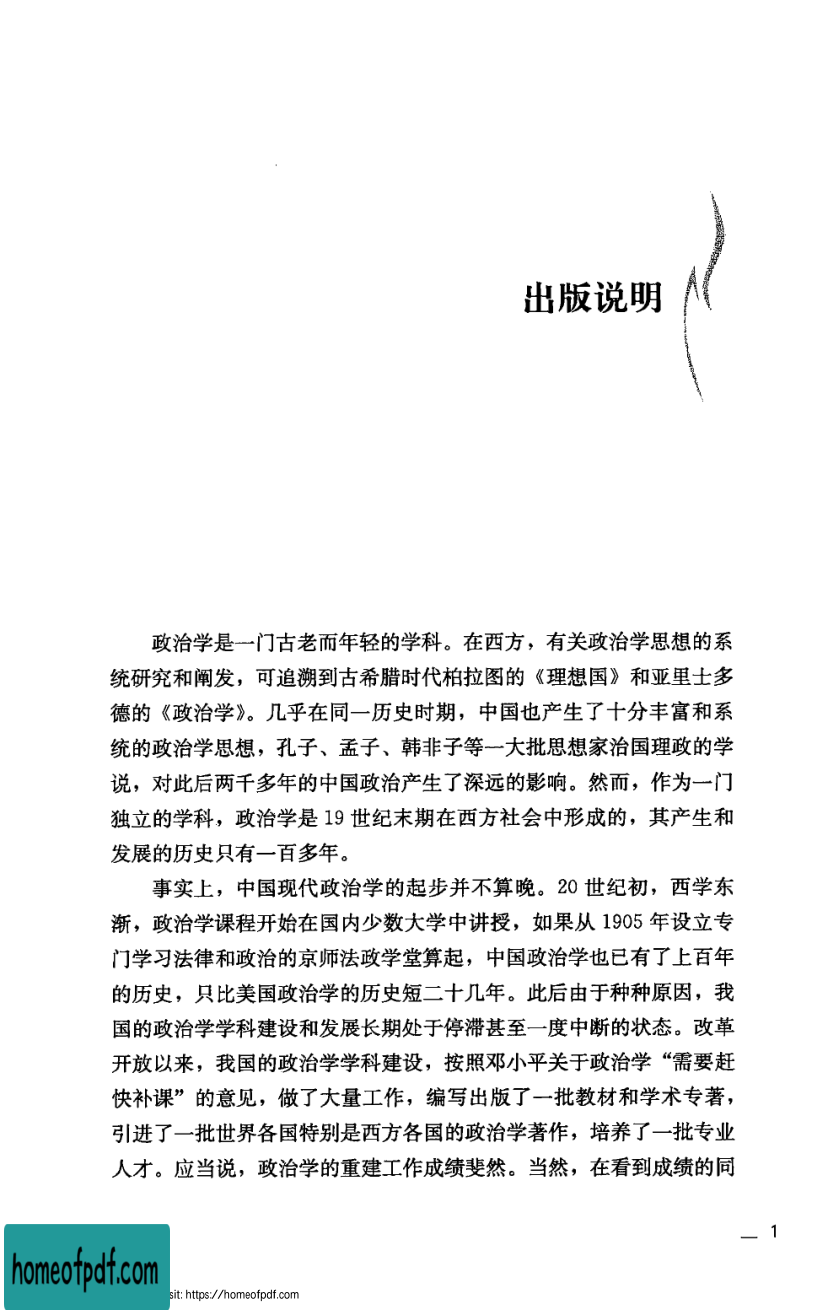 出版说明
政治学是一门古老而年轻的学科。在西方，有关政治学思想的系
统研究和阐发，可追溯到古希腊时代柏拉图的《理想国》和亚里士多
德的《政治学》。几乎在同一历史时期，中国也产生了十分丰富和系
统的政治学思想，孔子、孟子、韩非子等一大批思想家治国理政的学
说，对此后两千多年的中国政治产生了深远的影响。然而，作为一门
独立的学科，政治学是 19 世纪末期在西方社会中形成的，其产生和
发展的历史只有一百多年。
事实上，中国现代政治学的起步并不算晚。20 世纪初，西学东
渐，政治学课程开始在国内少数大学中讲授，如果从 1905 年设立专
门学习法律和政治的京师法政学堂算起，中国政治学也已有了上百年
的历史，只比美国政治学的历史短二十几年。此后由于种种原因，我
国的政治学学科建设和发展长期处于停滞甚至一度中断的状态。改革
开放以来，我国的政治学学科建设，按照邓小平关于政治学“需要赶
快补课”的意见，做了大量工作，编写出版了一批教材和学术专著，
引进了一批世界各国特别是西方各国的政治学著作，培养了一批专业
人才。应当说，政治学的重建工作成绩斐然。当然，在看到成绩的同
1
homeofpdf.com
sit: https://homeofpdf.com